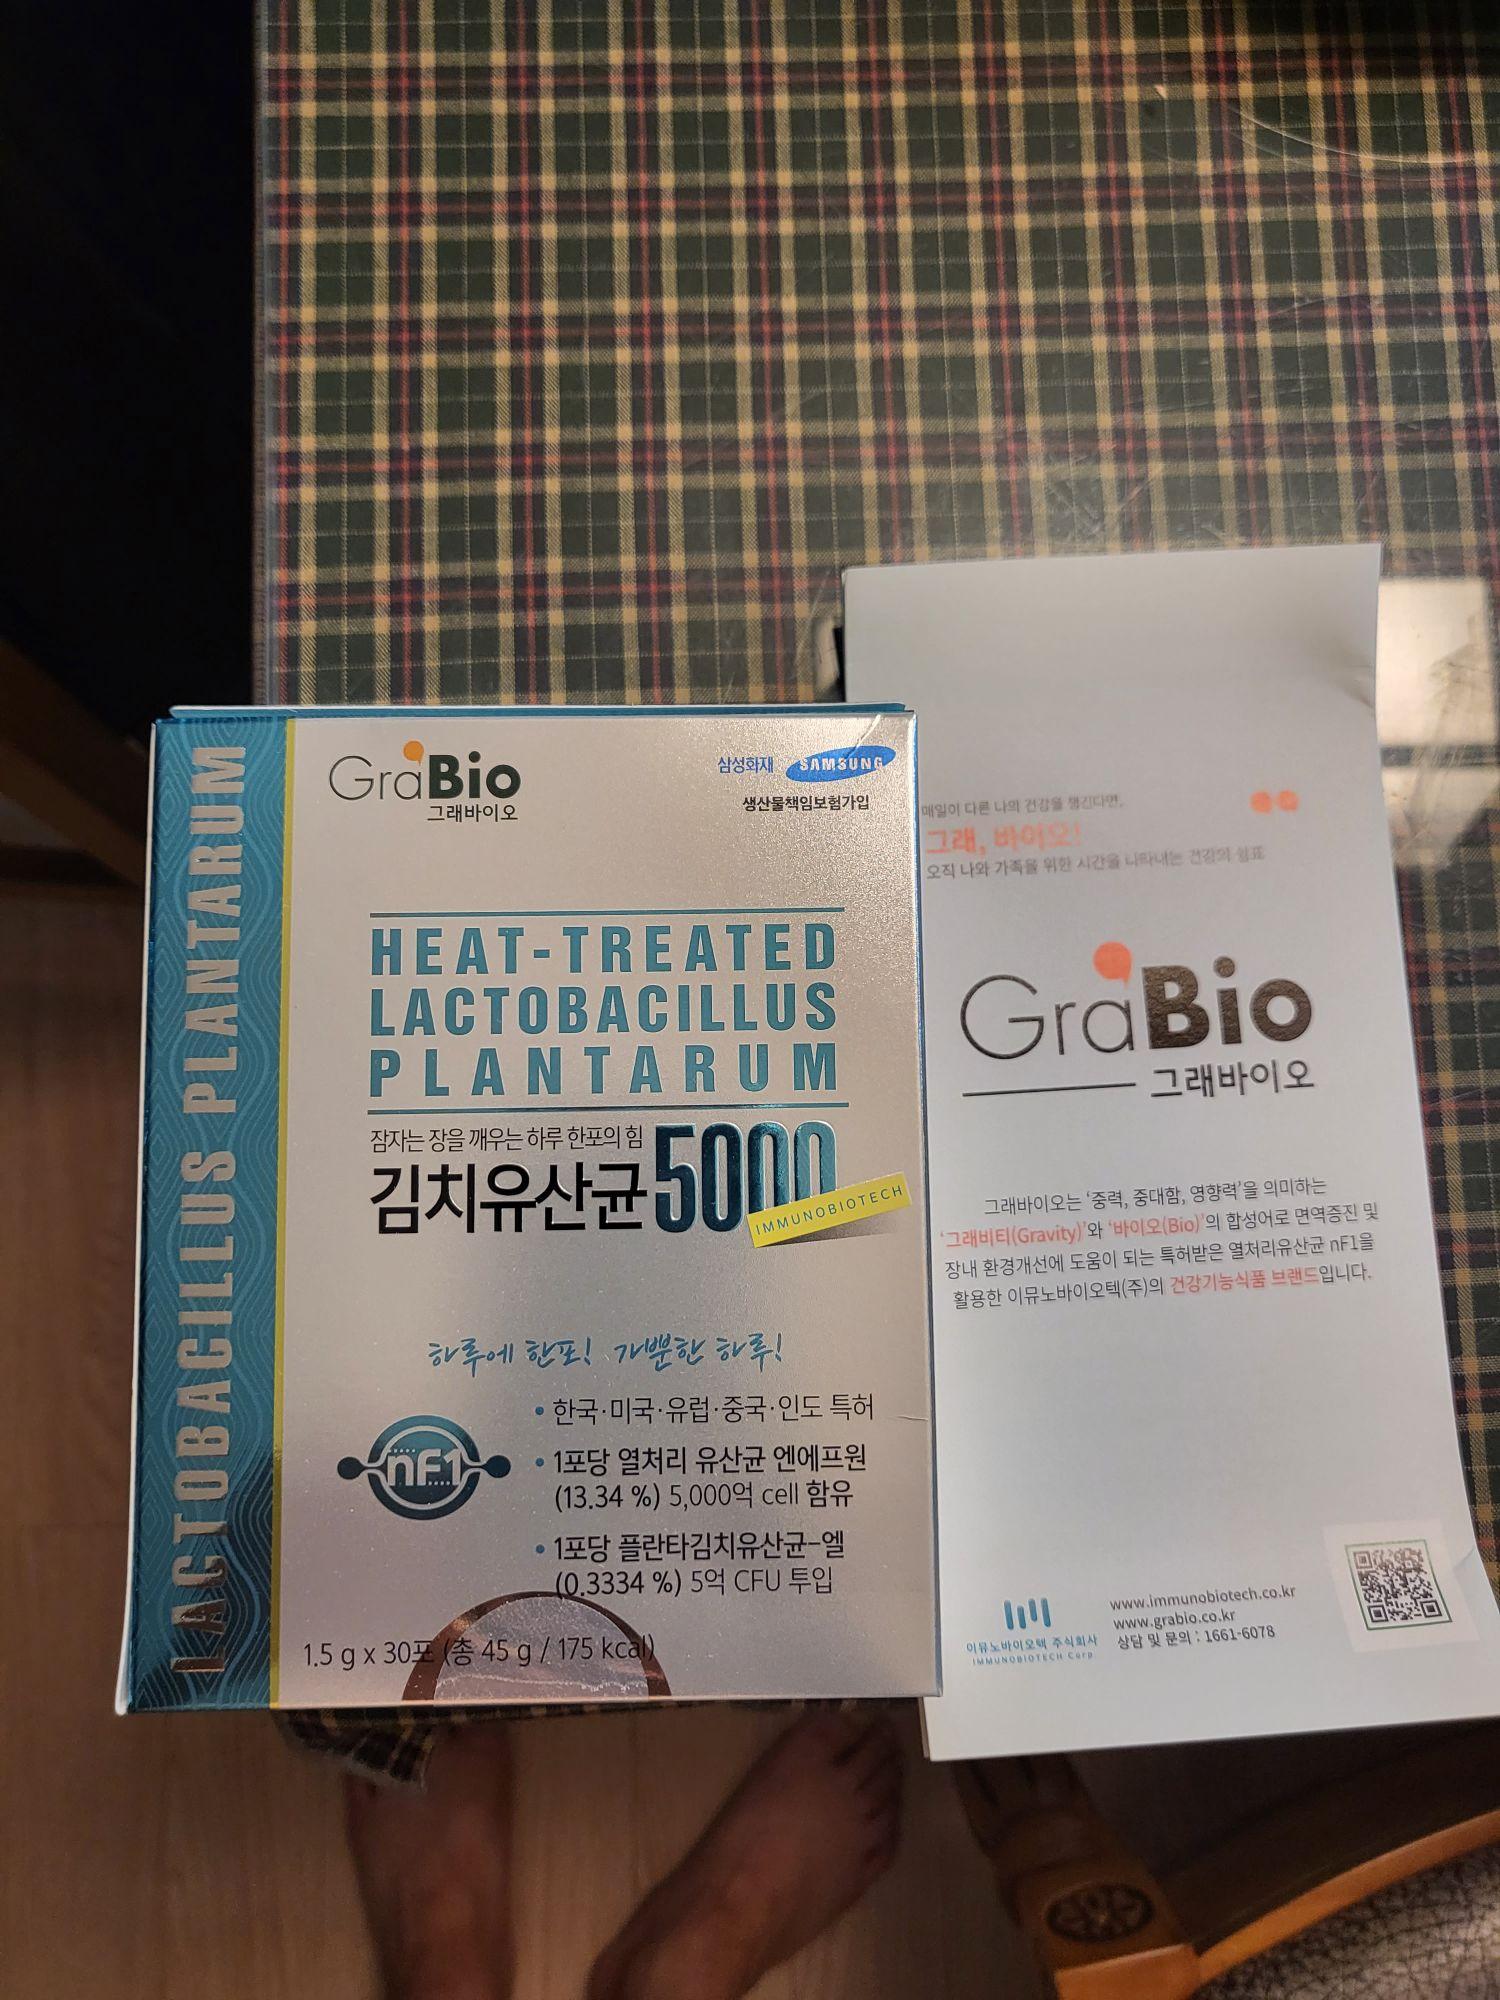 LACTOBACILLUS PLANTARUM
GraBio
그래바이오
삼성화재 SAMSUNG
생산물책임보험가입
HEAT-TREATED
LACTOBACILLUS
PLANTARUM
잠자는 장을 깨우는 하루 한포의 힘
김치유산균 5000
IMMUNOBIOTECH
하루에 한포! 가뿐한 하루!
nF1
• 한국·미국·유럽·중국·인도 특허
• 1포당 열처리 유산균 엔에프원
(13.34 %) 5,000억 cell 함유
• 1포당 플란타김치유산균-엘
(0.3334 %) 5억 CFU 투입
1.5 g x 30포 (총 45 g / 175 kcal)
매일이 다른 나의 건강을 챙긴다면,
그래, 바이오!
오직 나와 가족을 위한 시간을 나타내는 건강의 쉼표
GraBio
그래바이오
그래바이오는 '중력, 중대함, 영향력'을 의미하는
'그래비티(Gravity)'와 '바이오(Bio)'의 합성어로 면역증진 및
장내 환경개선에 도움이 되는 특허받은 열처리유산균 nF1을
활용한 이뮤노바이오텍(주)의 건강기능식품 브랜드입니다.
이뮤노바이오텍 주식회사
IMMUNOBIOTECH Corp
www.immunobiotech.co.kr
www.grabio.co.kr
상담 및 문의 : 1661-6078